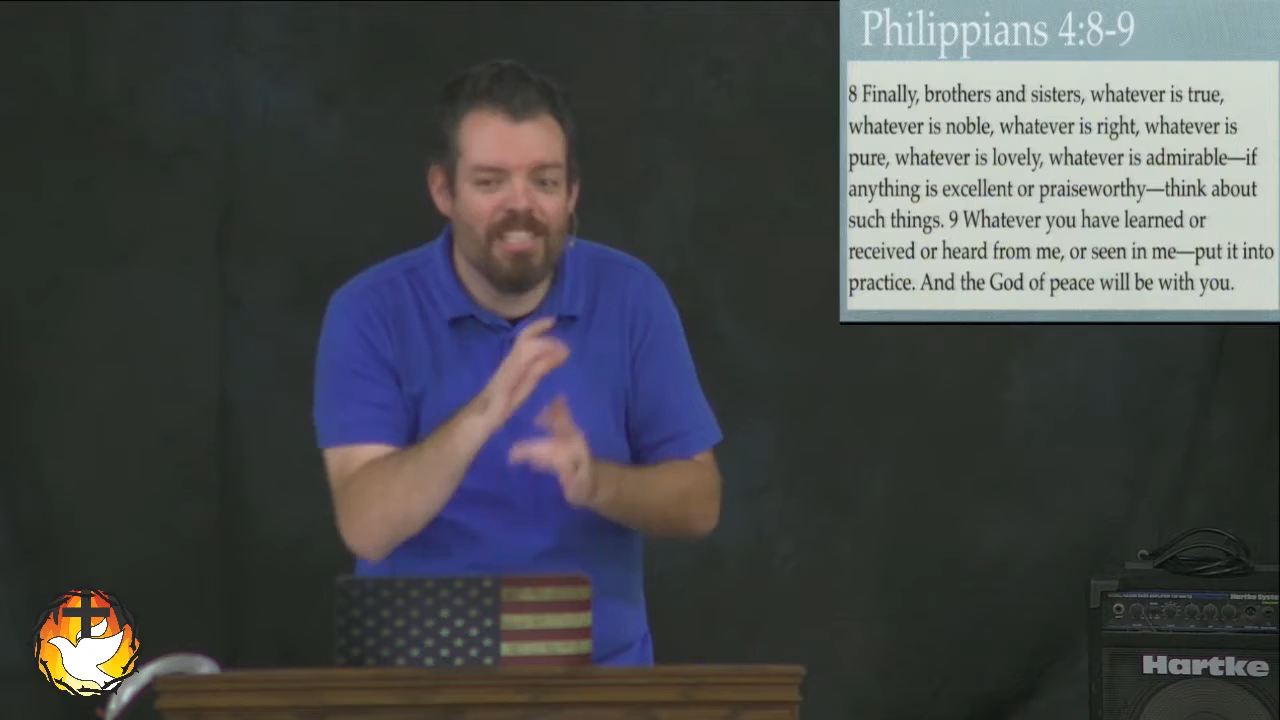 Philippians 4:8-9
8 Finally, brothers and sisters, whatever is true,
whatever is noble, whatever is right, whatever is
pure, whatever is lovely, whatever is admirable—if
anything is excellent or praiseworthy—think about
such things. 9 Whatever you have learned or
received or heard from me, or seen in me—put it into
practice. And the God of peace will be with you.
Hartke